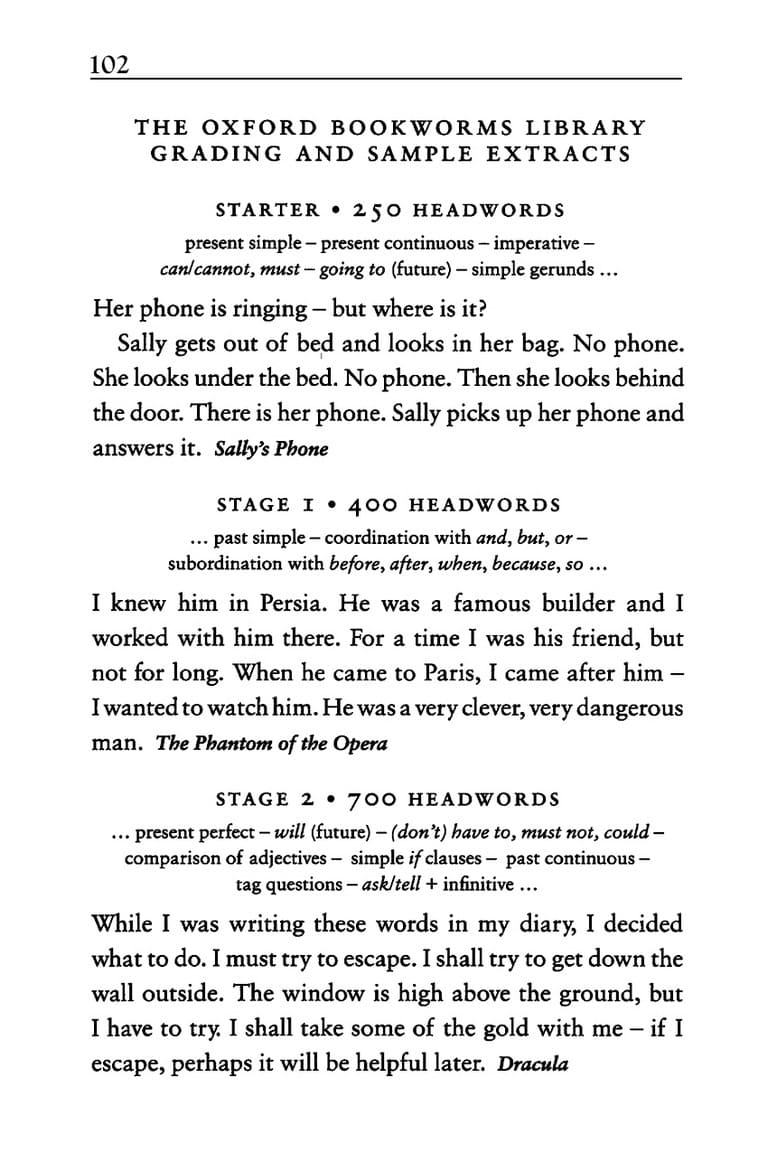 102
THE OXFORD BOOKWORMS LIBRARY
GRADING AND SAMPLE EXTRACTS
STARTER • 250 HEADWORDS
present simple – present continuous – imperative –
can/cannot, must – going to (future) – simple gerunds ...
Her phone is ringing – but where is it?
Sally gets out of bed and looks in her bag. No phone.
She looks under the bed. No phone. Then she looks behind
the door. There is her phone. Sally picks up her phone and
answers it. Sally's Phone
STAGE 1 • 400 HEADWORDS
... past simple – coordination with and, but, or –
subordination with before, after, when, because, so ...
I knew him in Persia. He was a famous builder and I
worked with him there. For a time I was his friend, but
not for long. When he came to Paris, I came after him –
I wanted to watch him. He was a very clever, very dangerous
man. The Phantom of the Opera
STAGE 2 • 700 HEADWORDS
... present perfect – will (future) – (don't) have to, must not, could –
comparison of adjectives – simple if clauses – past continuous –
tag questions – ask/tell + infinitive ...
While I was writing these words in my diary, I decided
what to do. I must try to escape. I shall try to get down the
wall outside. The window is high above the ground, but
I have to try. I shall take some of the gold with me – if I
escape, perhaps it will be helpful later. Dracula